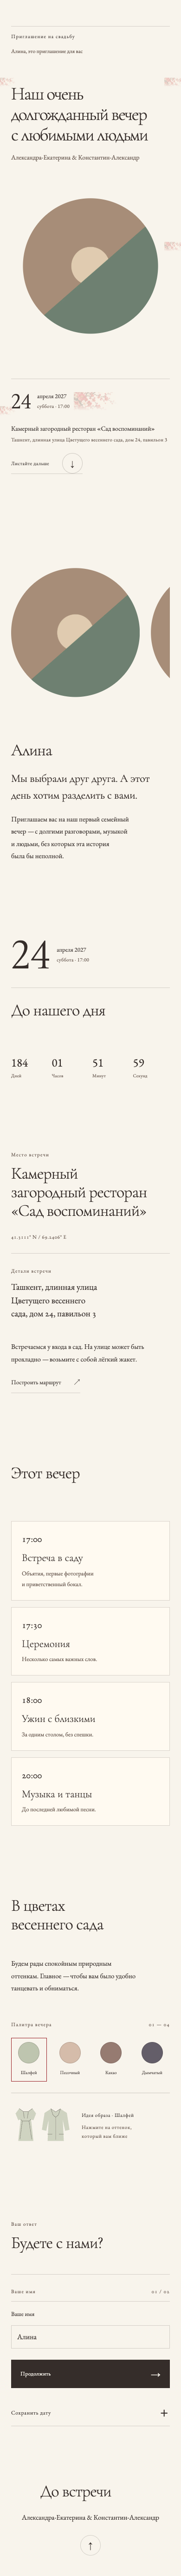 Приглашение на свадьбу
Алина, это приглашение для вас
Наш очень
долгожданный вечер
с любимыми людьми
Александра-Екатерина & Константин-Александр
24
апреля 2027
суббота · 17:00
Камерный загородный ресторан «Сад воспоминаний»
Ташкент, длинная улица Цветущего весеннего сада, дом 24, павильон 3
Листайте дальше
↓
Алина
Мы выбрали друг друга. А этот
день хотим разделить с вами.
Приглашаем вас на наш первый семейный
вечер — с долгими разговорами, музыкой
и людьми, без которых эта история
была бы неполной.
24
апреля 2027
суббота · 17:00
До нашего дня
184 01 51 59
Дней Часов Минут Секунд
Место встречи
Камерный
загородный ресторан
«Сад воспоминаний»
41.3111° N / 69.2406° E
Детали встречи
Ташкент, длинная улица
Цветущего весеннего
сада, дом 24, павильон 3
Встречаемся у входа в сад. На улице может быть
прохладно — возьмите с собой лёгкий жакет.
Построить маршрут ↗
Этот вечер
17:00
Встреча в саду
Объятия, первые фотографии
и приветственный бокал.
17:30
Церемония
Несколько самых важных слов.
18:00
Ужин с близкими
За одним столом, без спешки.
20:00
Музыка и танцы
До последней любимой песни.
В цветах
весеннего сада
Будем рады спокойным природным
оттенкам. Главное — чтобы вам было удобно
танцевать и обниматься.
Палитра вечера 01 — 04
Шалфей Пыльный Какао Дымчатый
Идея образа · Шалфей
Нажмите на оттенок,
который вам ближе
Ваш ответ
Будете с нами?
Ваше имя 01 / 02
Ваше имя
Алина
Продолжить →
Сохранить дату +
До встречи
Александра-Екатерина & Константин-Александр
↑